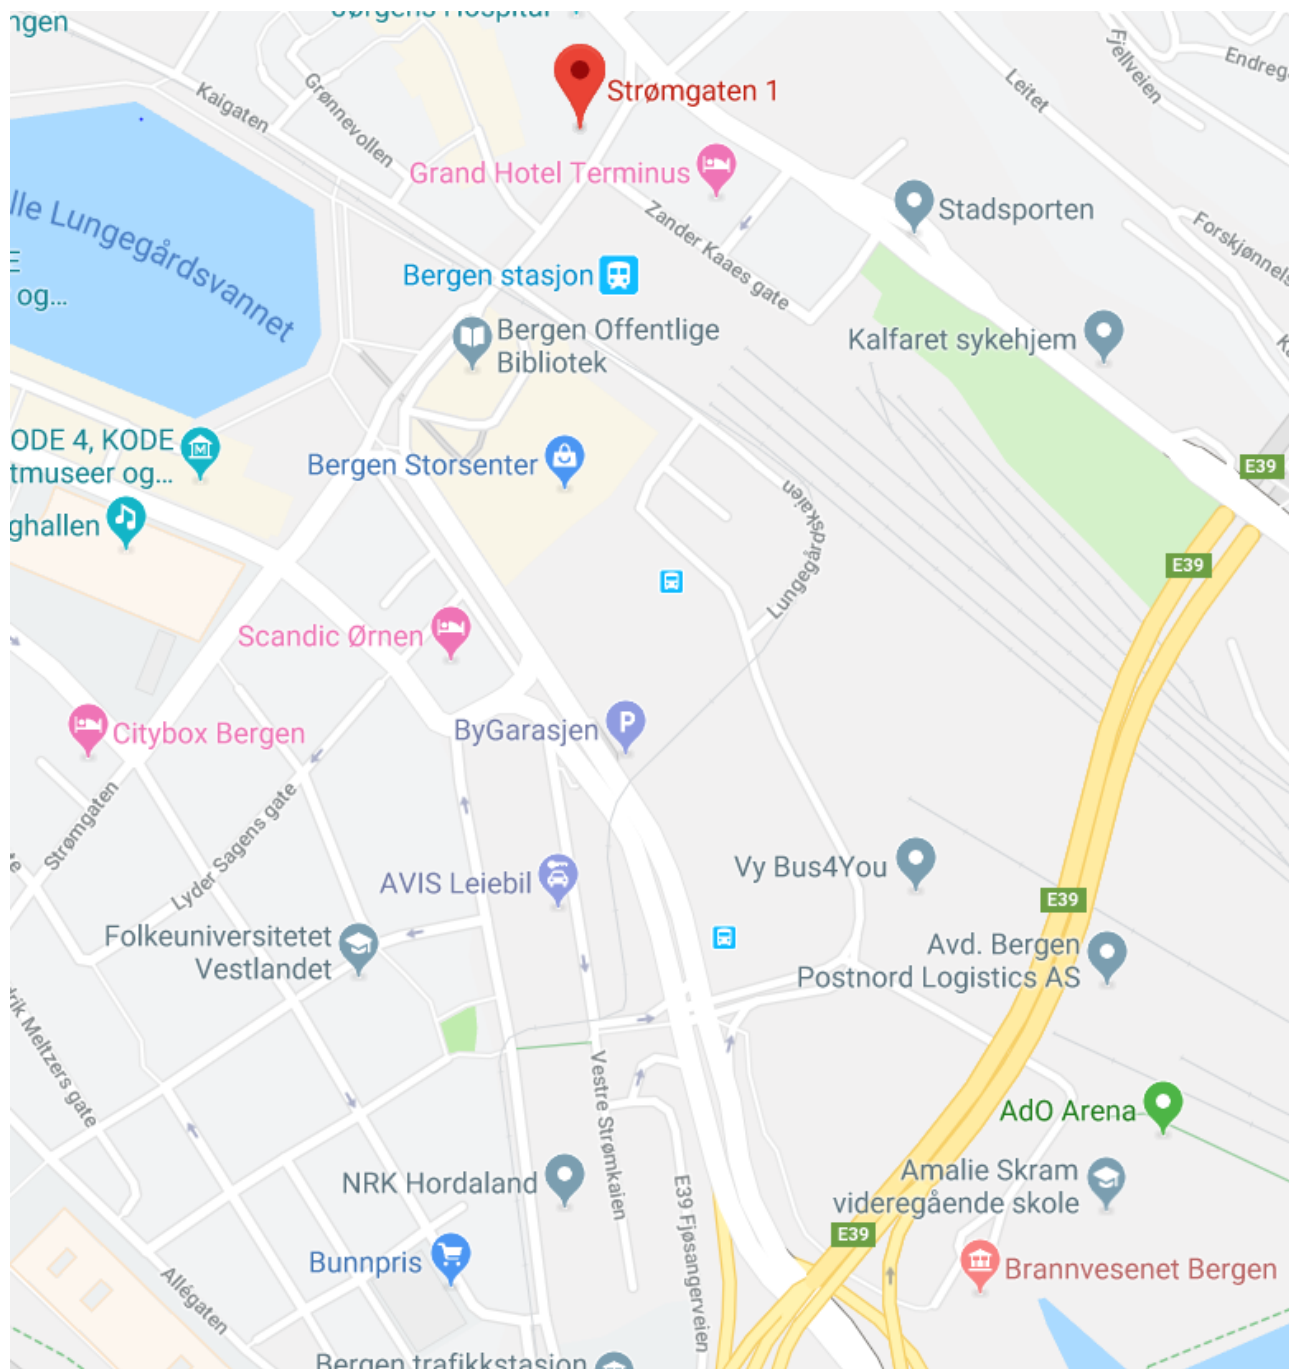 ngen
Jørgens Hospital
Strømgaten 1
Kaigaten
Grønnevollen
Fjellveien
Endreg
Leitet
Grand Hotel Terminus
Stadsporten
Zander Kaaes gate
Forskjønnels
lle Lungegårdsvannet
E
og...
Bergen stasjon
Bergen Offentlige
Bibliotek
Kalfaret sykehjem
Ka
ODE 4, KODE
tmuseer og...
Bergen Storsenter
E39
Lungegårdskaien
ghallen
E39
Scandic Ørnen
Citybox Bergen
ByGarasjen
P
Strømgaten
Lyder Sagens gate
Vy Bus4You
AVIS Leiebil
E39
Folkeuniversitetet
Vestlandet
Avd. Bergen
Postnord Logistics AS
rik Meltzers gate
Vestre Strømkaien
AdO Arena
NRK Hordaland
E39 Fjøsangerveien
Amalie Skram
videregående skole
E39
Bunnpris
Brannvesenet Bergen
Allégaten
Bergen trafikkstasjon